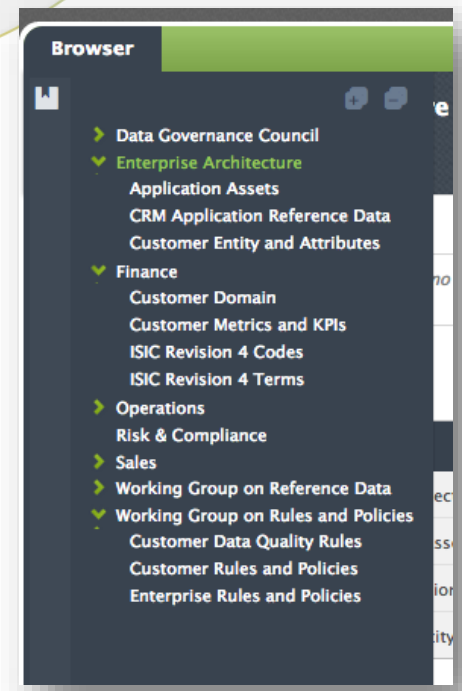 Browser
Data Governance Council
Enterprise Architecture
Application Assets
CRM Application Reference Data
Customer Entity and Attributes
Finance
Customer Domain
Customer Metrics and KPIs
ISIC Revision 4 Codes
ISIC Revision 4 Terms
Operations
Risk & Compliance
Sales
Working Group on Reference Data
Working Group on Rules and Policies
Customer Data Quality Rules
Customer Rules and Policies
Enterprise Rules and Policies